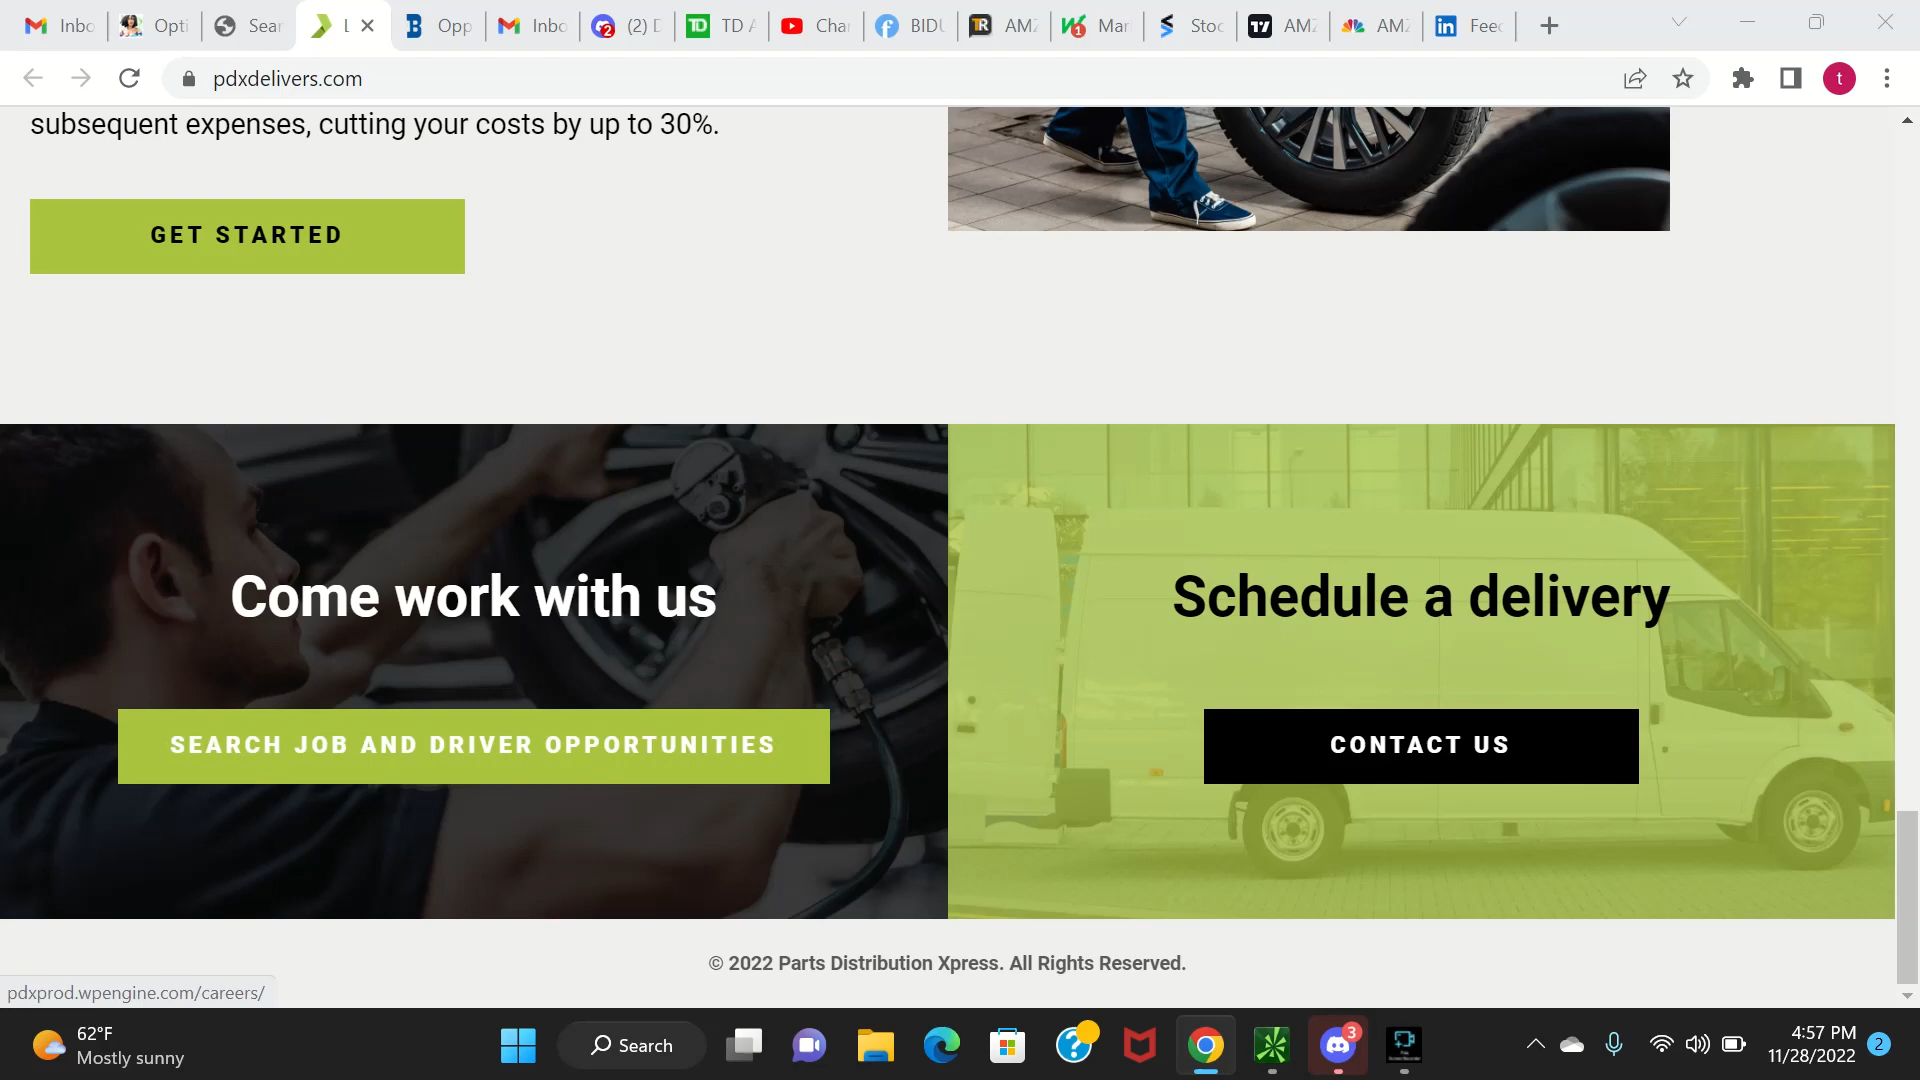 Inbo
Opti
Sear
L
Opp
Inbo
(2) D
TD A
Cha
BIDU
AMZ
Mar
Stoc
AMZ
AMZ
Feed
pdxdelivers.com
t
subsequent expenses, cutting your costs by up to 30%.
GET STARTED
Come work with us
Schedule a delivery
SEARCH JOB AND DRIVER OPPORTUNITIES
CONTACT US
© 2022 Parts Distribution Xpress. All Rights Reserved.
pdxprod.wpengine.com/careers/
62°F
Mostly sunny
Search
3
4:57 PM
11/28/2022
2